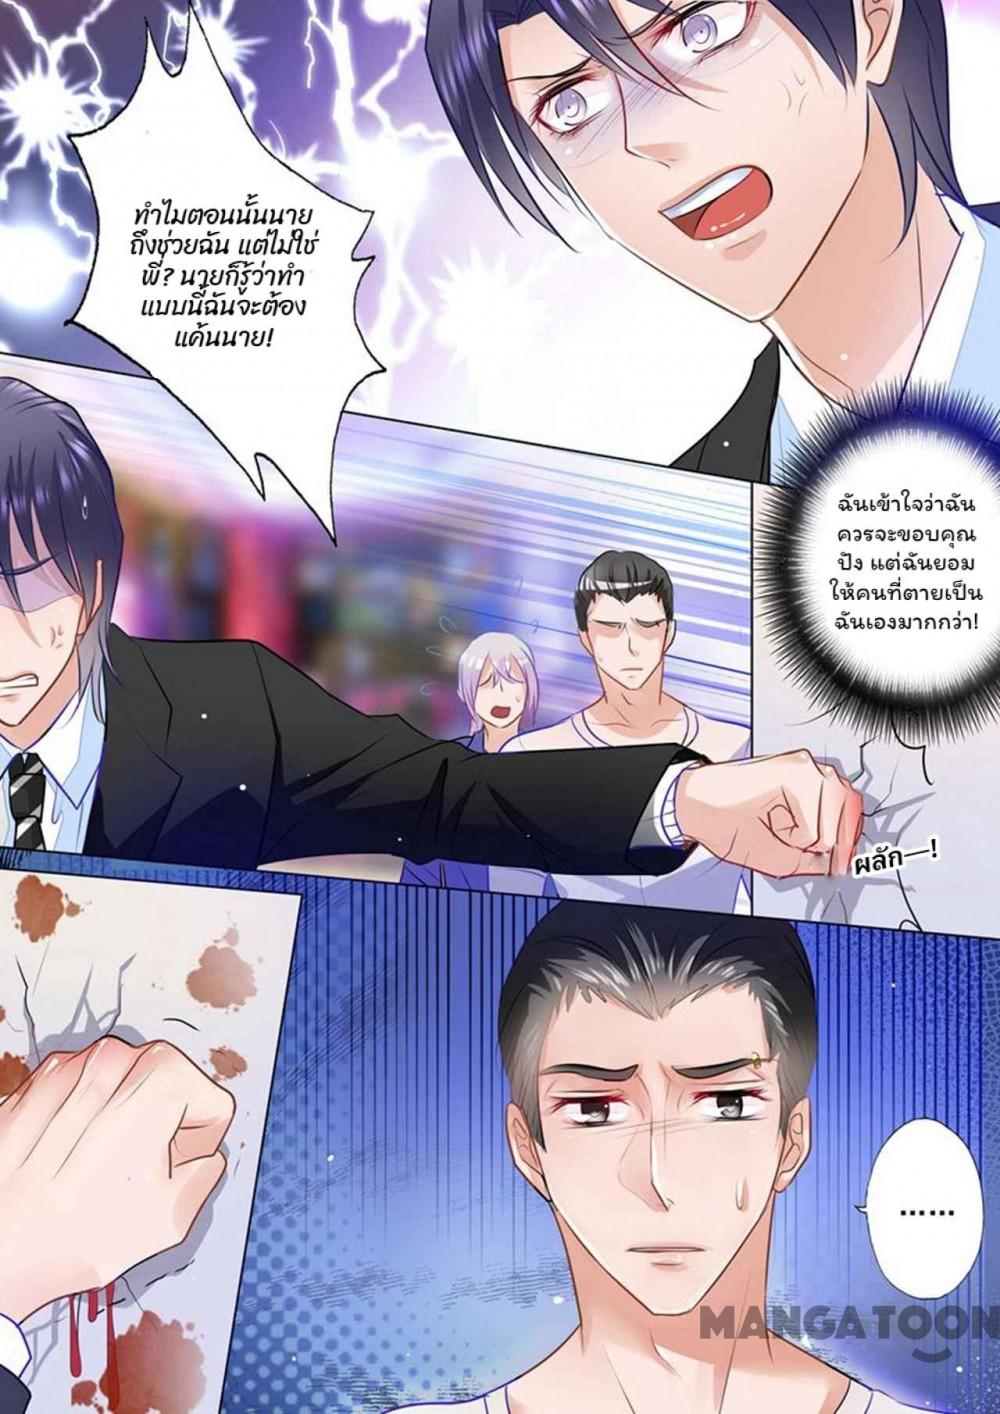 ทำไมตอนนั้นนาย
ถึงช่วยฉัน แต่ไม่ใช่
พี่? นายก็รู้ว่าทำ
แบบนี้ฉันจะต้อง
แค้นนาย!
ฉันเข้าใจว่าฉัน
ควรจะขอบคุณ
ปัง แต่ฉันยอม
ให้คนที่ตายเป็น
ฉันเองมากกว่า!
ผลัก—!
......
MANGATOON